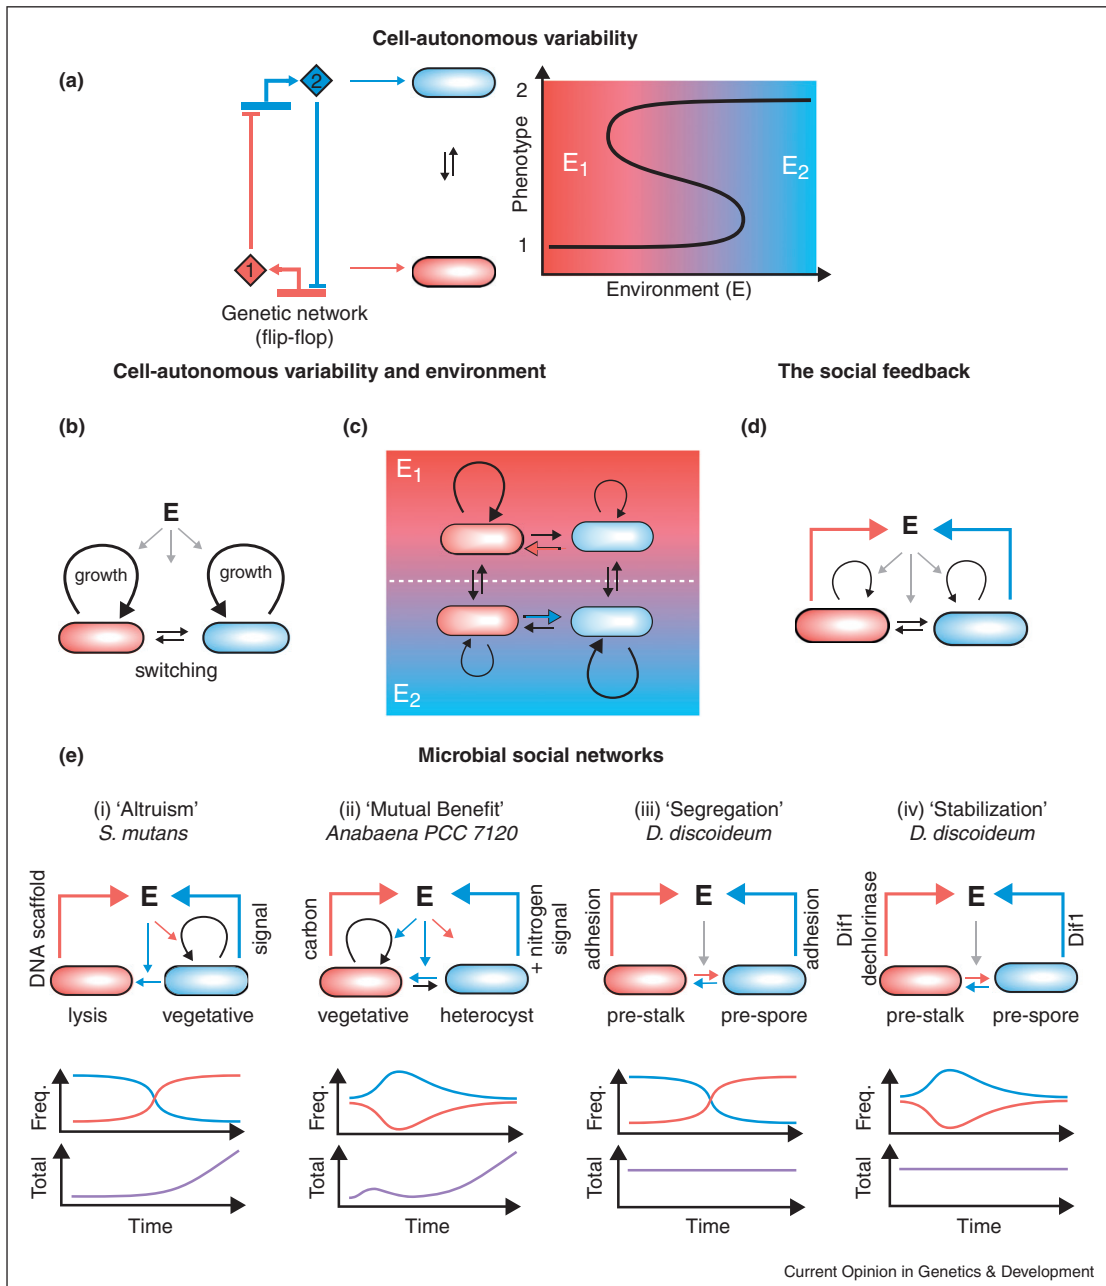 Cell-autonomous variability
(a)
2
1
Genetic network
(flip-flop)
Phenotype
2
1
E1
E2
Environment (E)
Cell-autonomous variability and environment
The social feedback
(b)
E
growth
growth
switching
(c)
E1
E2
(d)
E
(e)
Microbial social networks
(i) ‘Altruism’
S. mutans
DNA scaffold
E
signal
lysis
vegetative
Freq.
Total
Time
(ii) ‘Mutual Benefit’
Anabaena PCC 7120
carbon
E
+ nitrogen
signal
vegetative
heterocyst
Freq.
Total
Time
(iii) ‘Segregation’
D. discoideum
adhesion
E
adhesion
pre-stalk
pre-spore
Freq.
Total
Time
(iv) ‘Stabilization’
D. discoideum
Dif1
dechlorinase
E
Dif1
pre-stalk
pre-spore
Freq.
Total
Time
Current Opinion in Genetics & Development